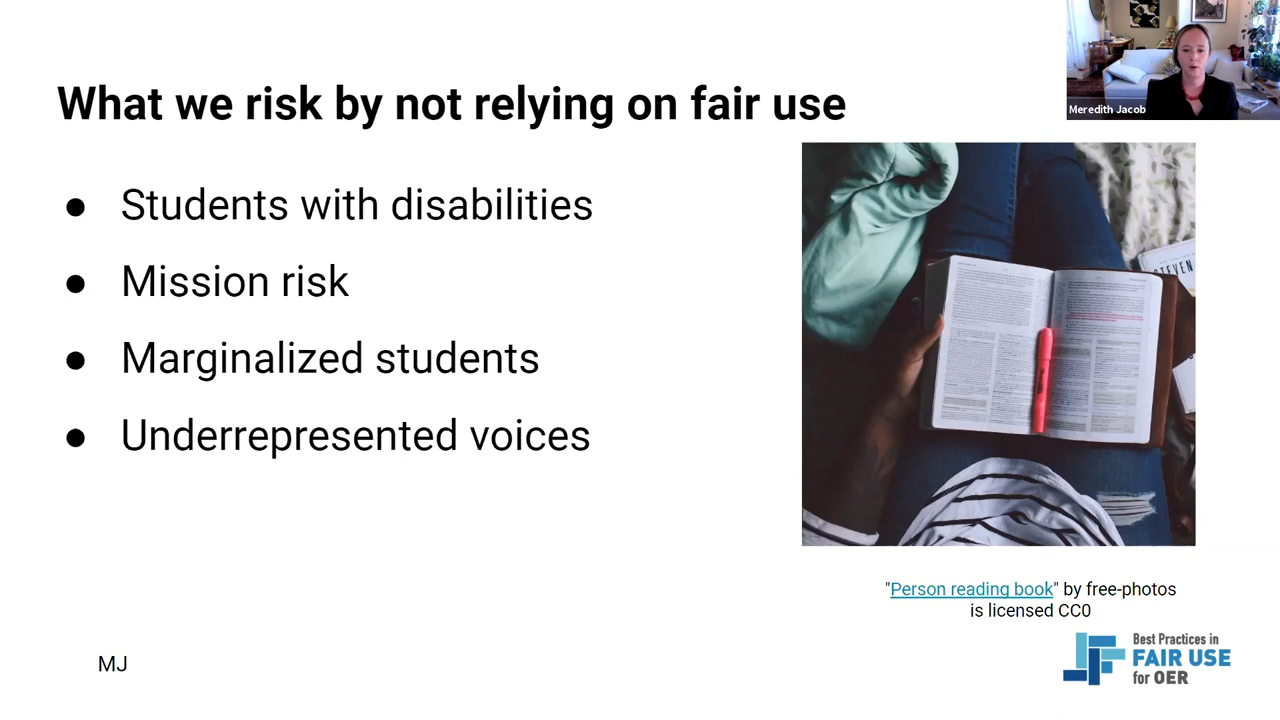 What we risk by not relying on fair use
Meredith Jacob
● Students with disabilities
● Mission risk
● Marginalized students
● Underrepresented voices
STEVEN
"Person reading book" by free-photos
is licensed CC0
MJ
Best Practices in
FAIR USE
for OER